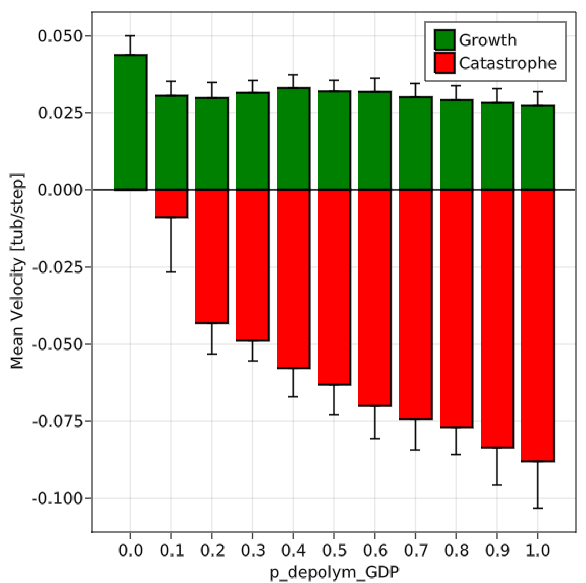 Growth
Catastrophe
0.050
0.025
0.000
-0.025
-0.050
-0.075
-0.100
Mean Velocity [tub/step]
0.0 0.1 0.2 0.3 0.4 0.5 0.6 0.7 0.8 0.9 1.0
p_depolym_GDP